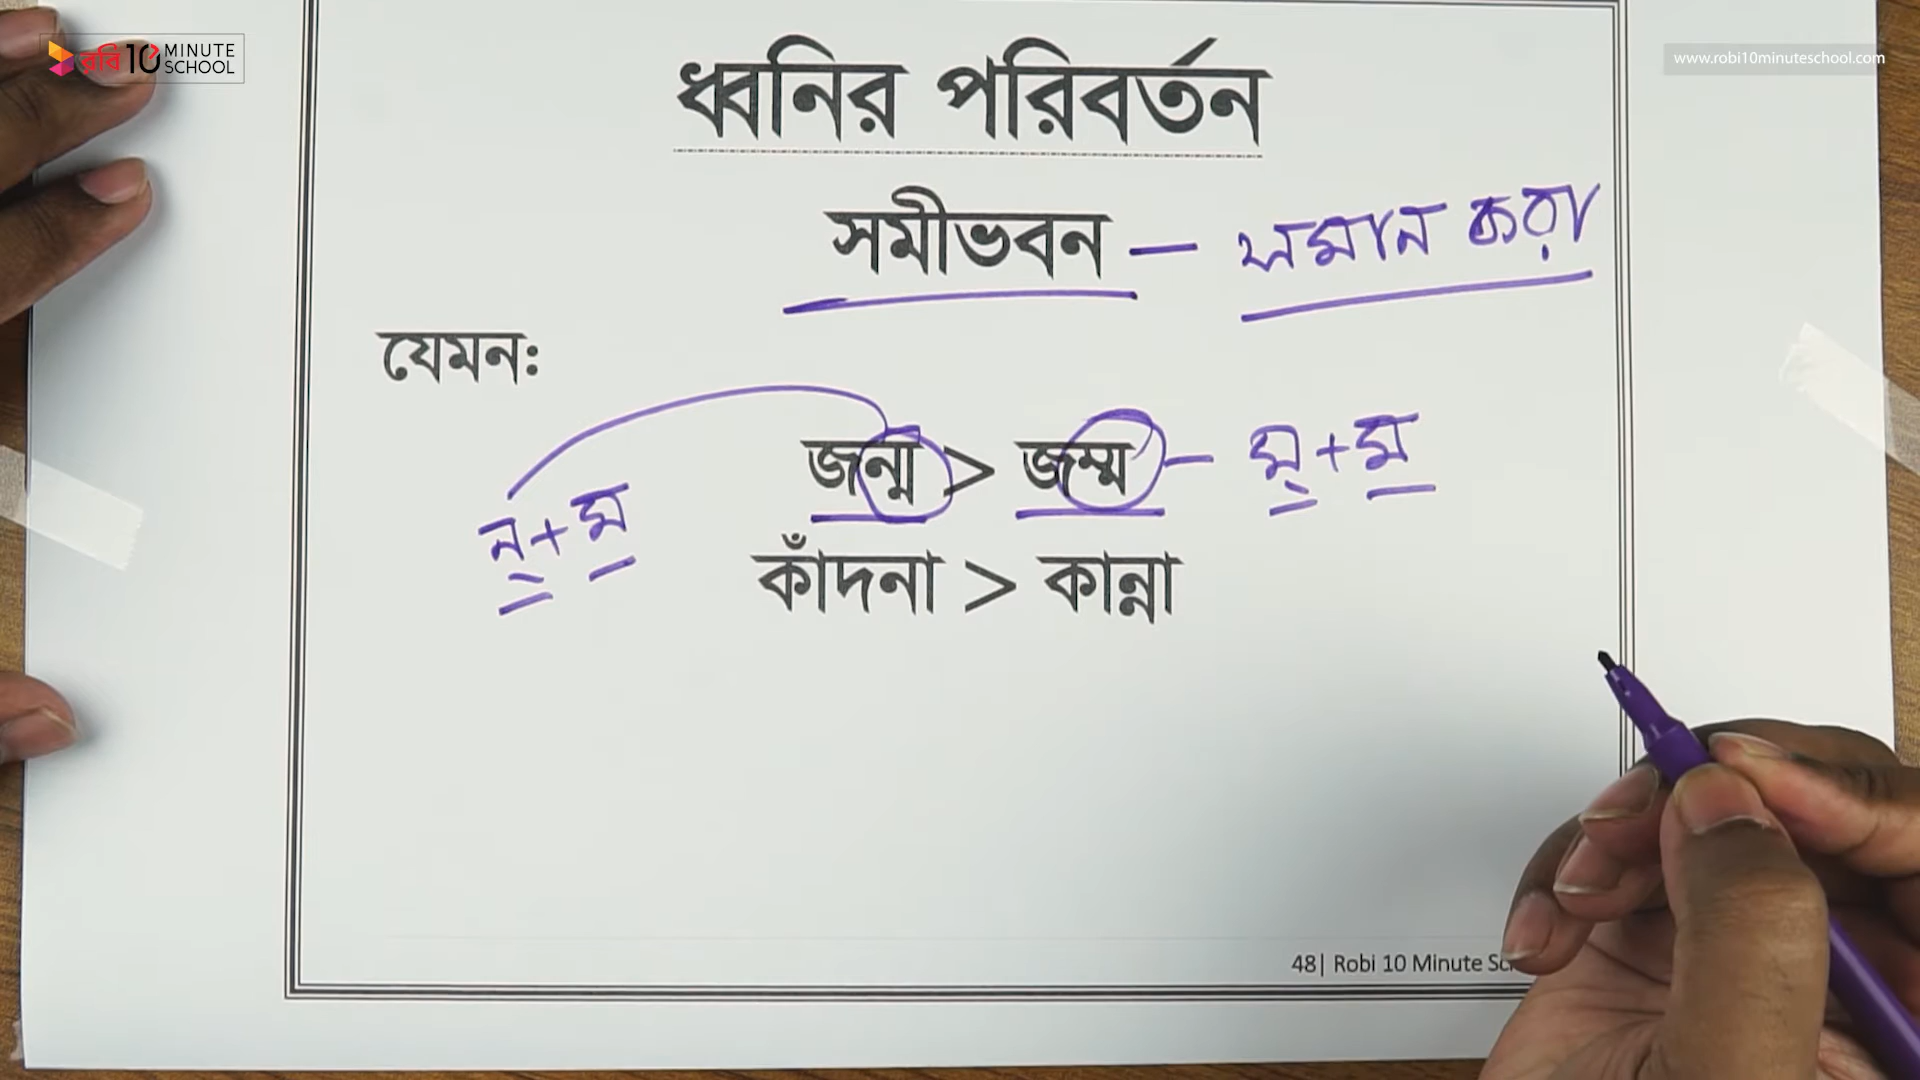 রবি 10 MINUTE SCHOOL
www.robi10minuteschool.com
ধ্বনির পরিবর্তন
সমীভবন — সমান করা
যেমনঃ
জন্ম > জম্ম — ম্ + ম
ন্ + ম
কাঁদনা > কান্না
48| Robi 10 Minute